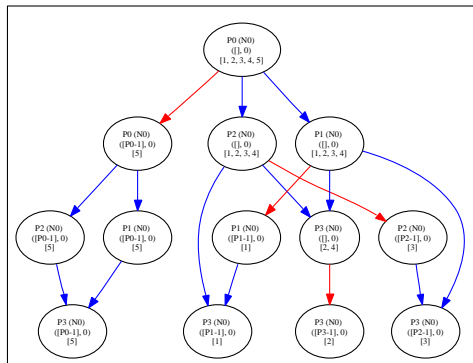 P0 (N0)
([], 0)
[1, 2, 3, 4, 5]
P0 (N0)
([P0-1], 0)
[5]
P2 (N0)
([], 0)
[1, 2, 3, 4]
P1 (N0)
([], 0)
[1, 2, 3, 4]
P2 (N0)
([P0-1], 0)
[5]
P1 (N0)
([P0-1], 0)
[5]
P1 (N0)
([P1-1], 0)
[1]
P3 (N0)
([], 0)
[2, 4]
P2 (N0)
([P2-1], 0)
[3]
P3 (N0)
([P0-1], 0)
[5]
P3 (N0)
([P1-1], 0)
[1]
P3 (N0)
([P3-1], 0)
[2]
P3 (N0)
([P2-1], 0)
[3]